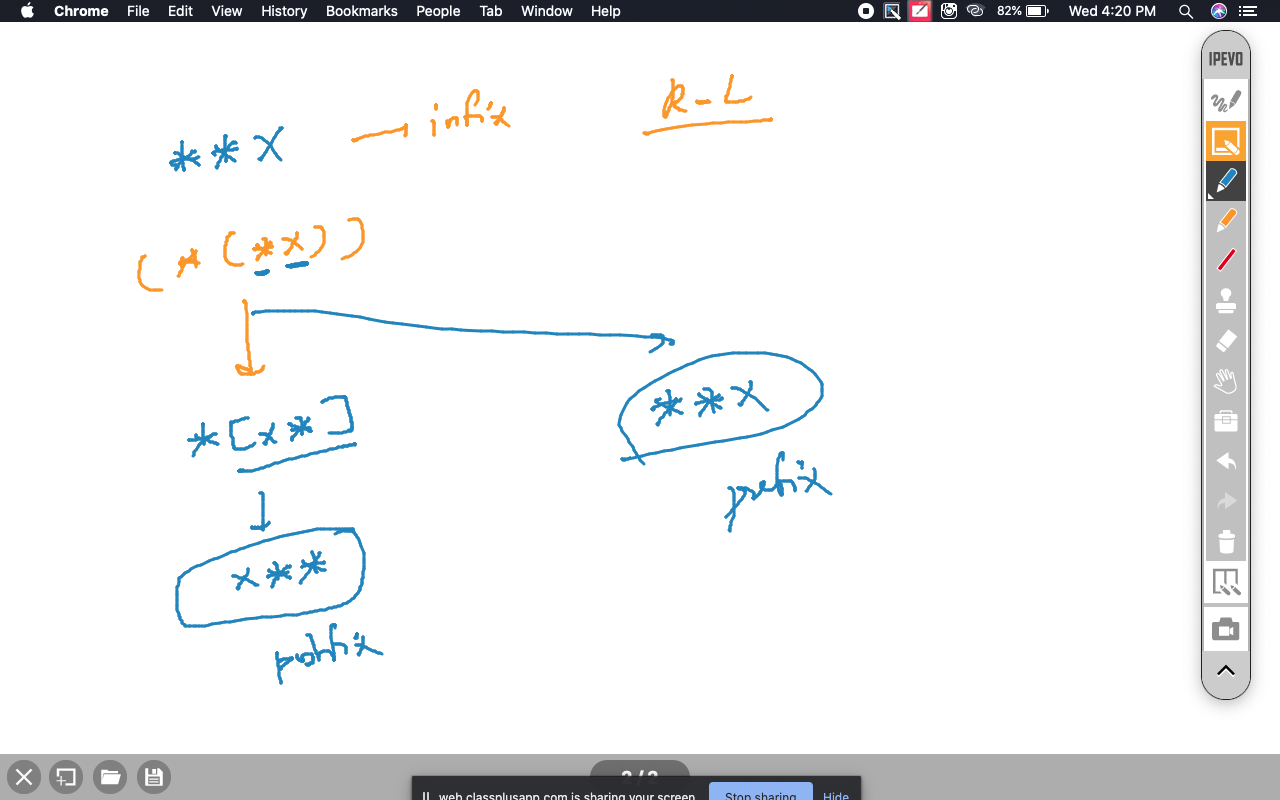 Chrome File Edit View History Bookmarks People Tab Window Help 82% Wed 4:20 PM
IPEVO
R-L
**X — infix
(*(*x))
*[x*]
**X
prefix
x**
postfix
2/2
web.classplusapp.com is sharing your screen. Stop sharing Hide